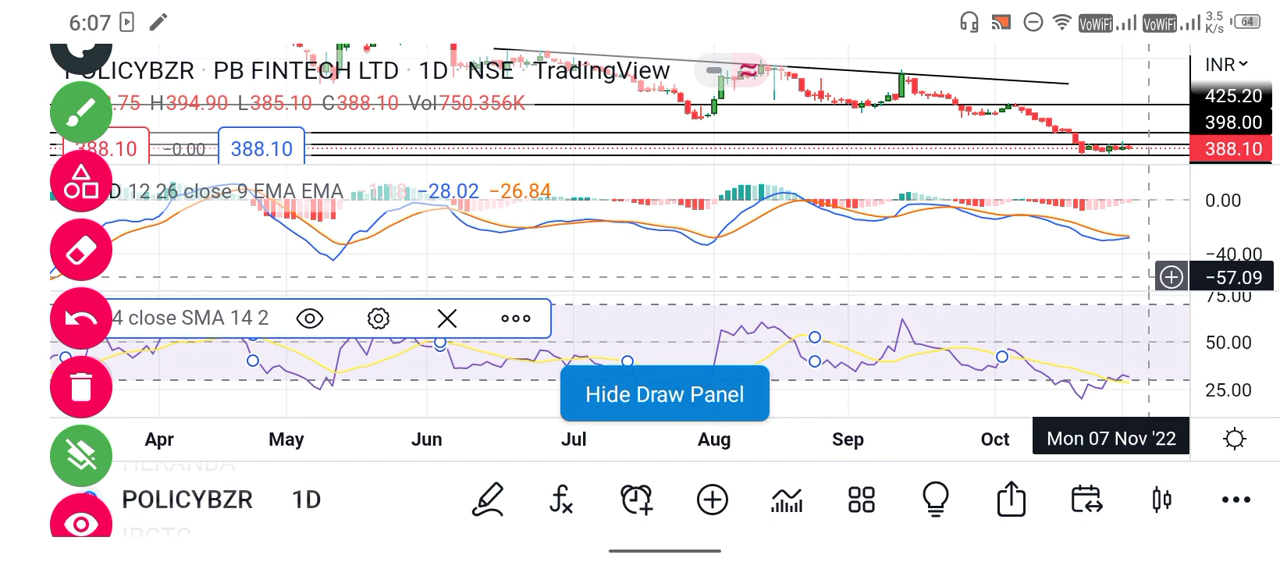 6:07 VoWiFi VoWiFi 3.5 K/s 64
POLICYBZR · PB FINTECH LTD · 1D · NSE TradingView INR
.75 H394.90 L385.10 C388.10 Vol750.356K
425.20
398.00
388.10 −0.00 388.10 388.10
D 12 26 close 9 EMA EMA −28.02 −26.84
0.00
−40.00
−57.09
75.00
4 close SMA 14 2
50.00
25.00
Hide Draw Panel
Apr May Jun Jul Aug Sep Oct Mon 07 Nov '22
HERANBA
POLICYBZR 1D
IRCTC